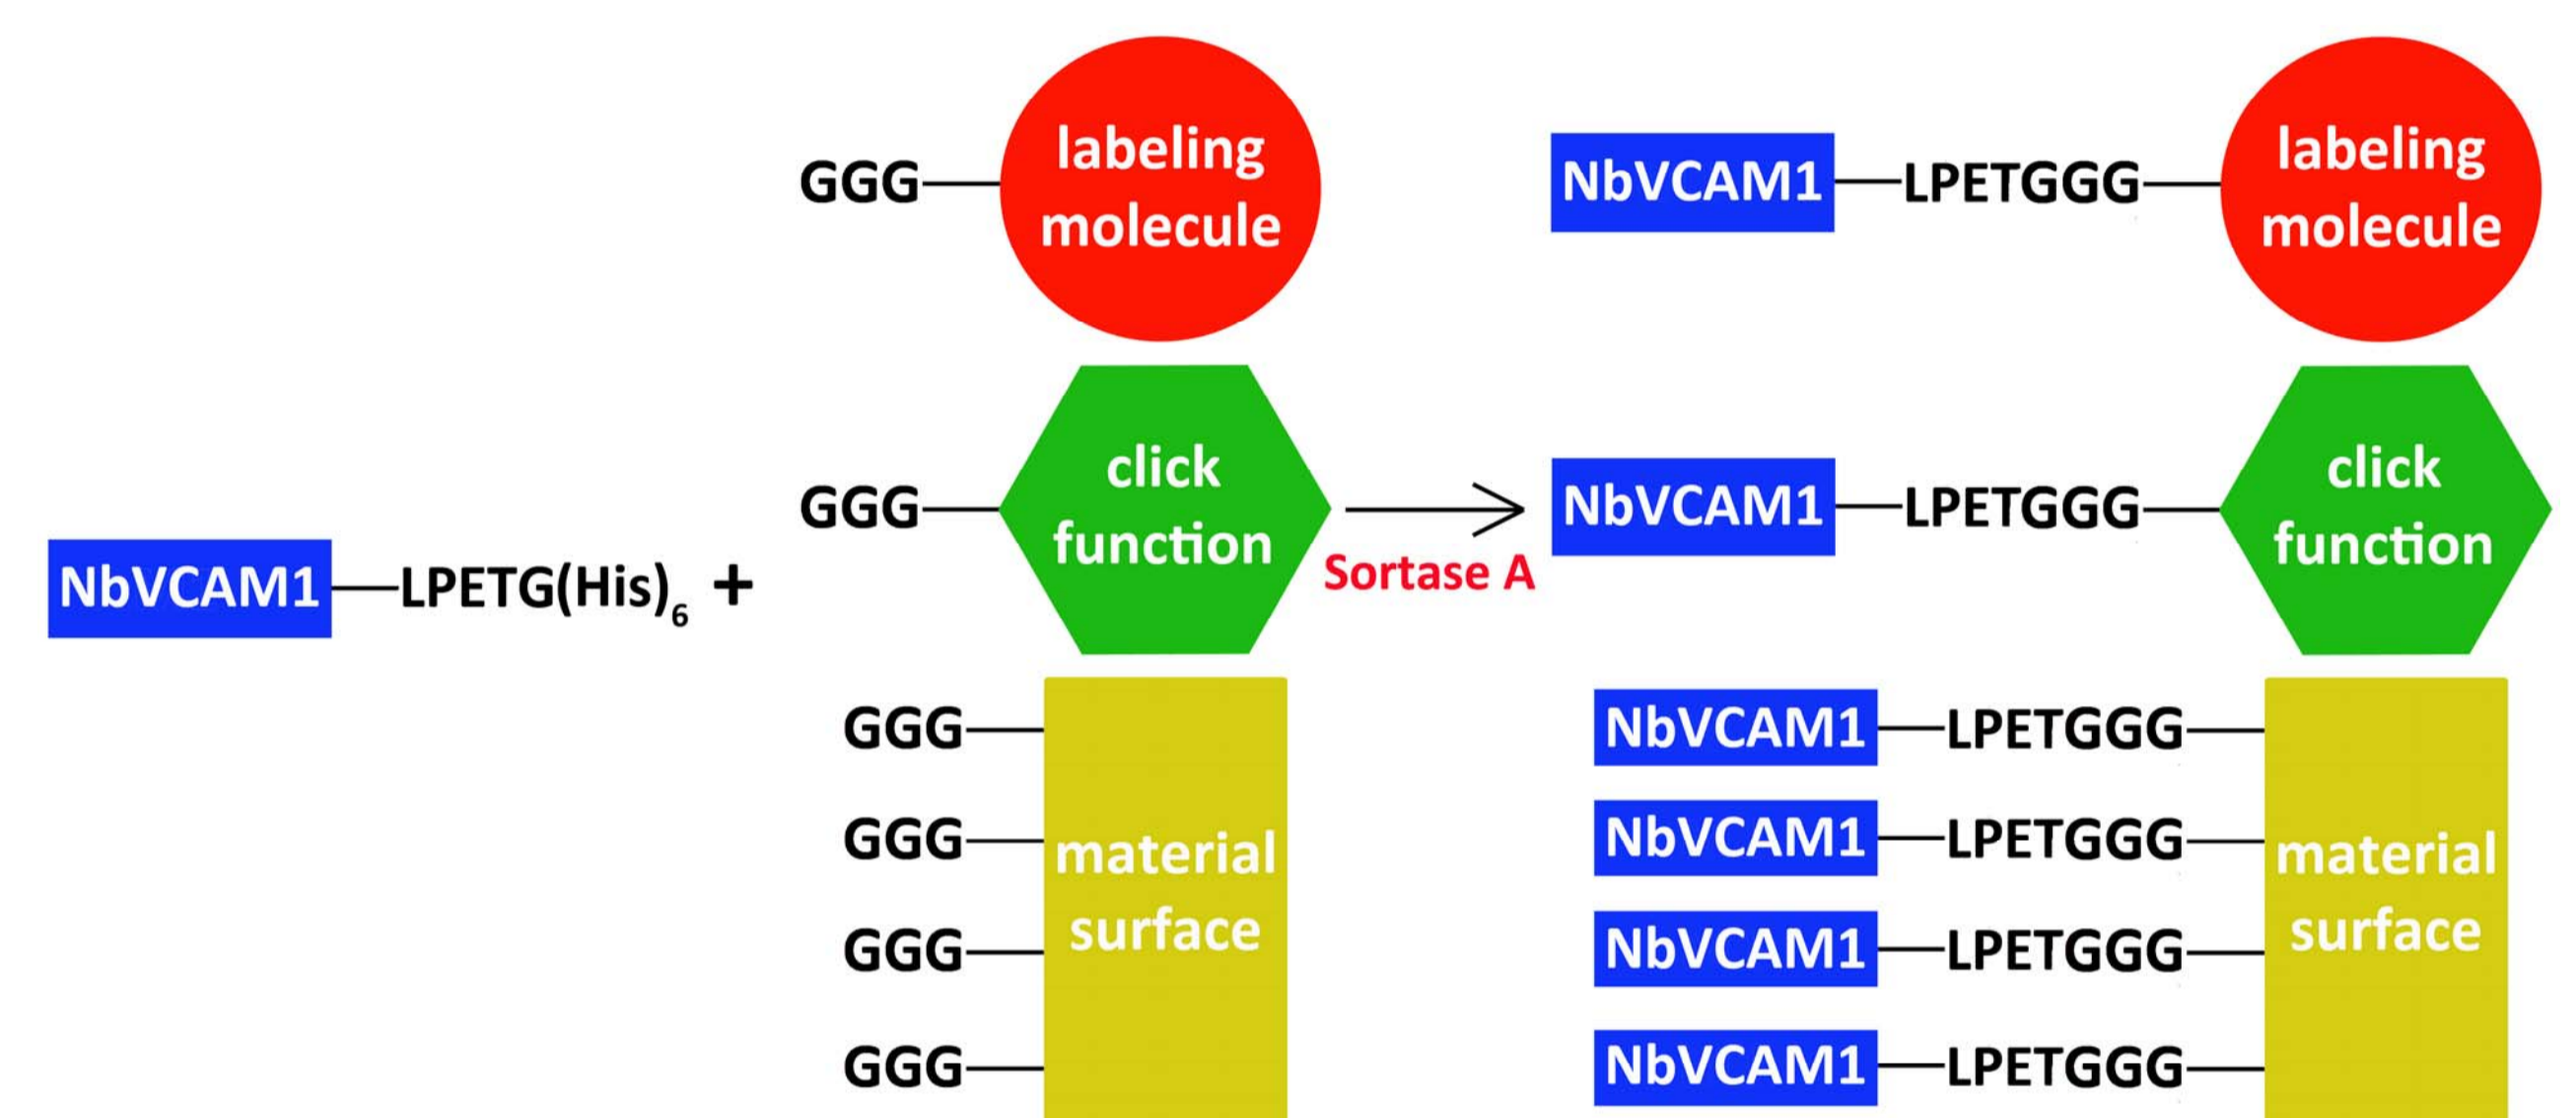 NbVCAM1 LPETG(His)6 +
GGG labeling molecule
GGG click function
GGG
GGG
GGG
GGG
material
surface
Sortase A
NbVCAM1 LPETGGG labeling molecule
NbVCAM1 LPETGGG click function
NbVCAM1 LPETGGG
NbVCAM1 LPETGGG
NbVCAM1 LPETGGG
NbVCAM1 LPETGGG
material
surface